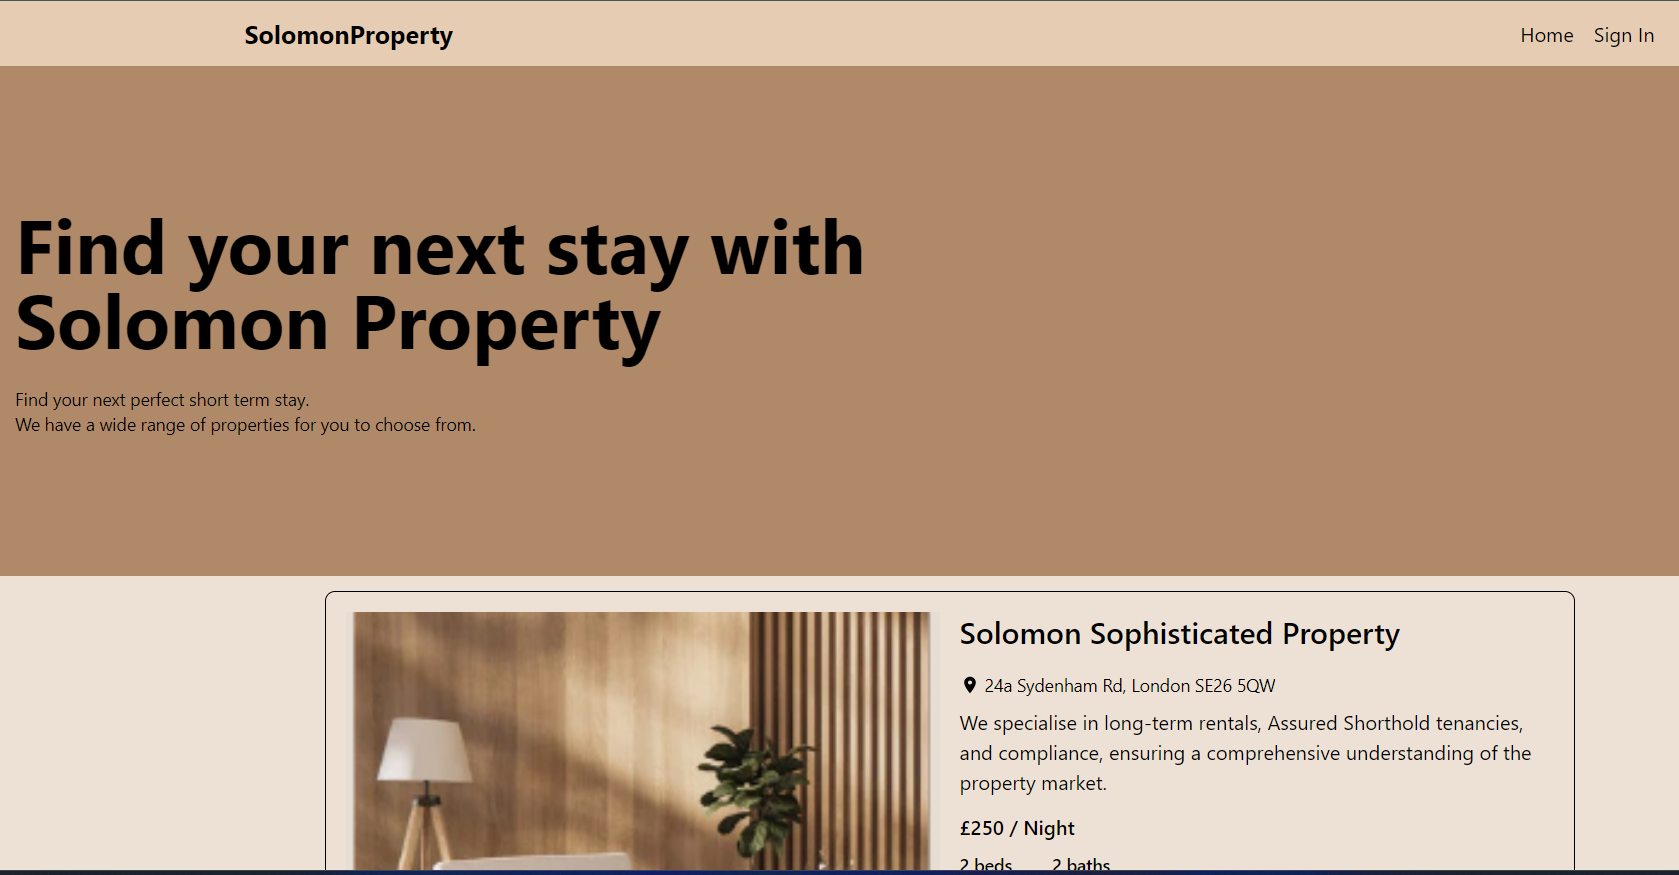 SolomonProperty
Home Sign In
Find your next stay with
Solomon Property
Find your next perfect short term stay.
We have a wide range of properties for you to choose from.
Solomon Sophisticated Property
24a Sydenham Rd, London SE26 5QW
We specialise in long-term rentals, Assured Shorthold tenancies,
and compliance, ensuring a comprehensive understanding of the
property market.
£250 / Night
2 beds 2 baths